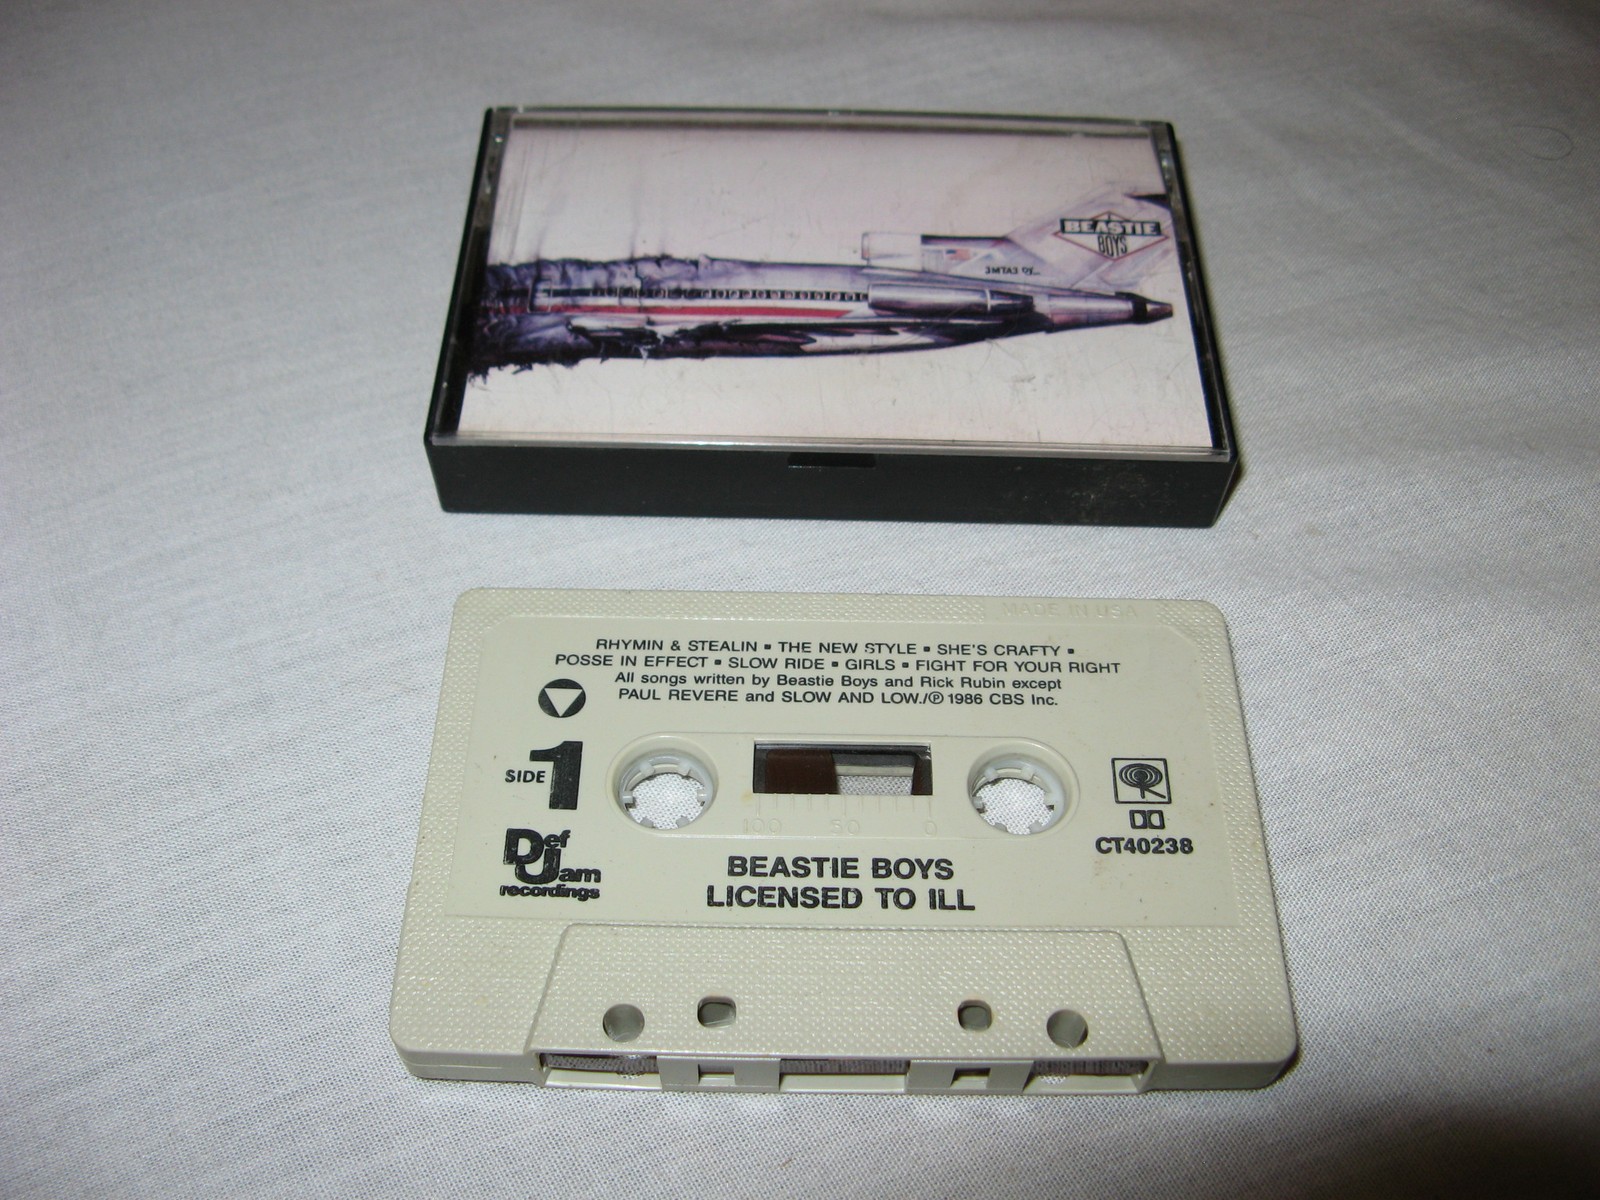 BEASTIE
BOYS
3MTA3
MADE IN USA
RHYMIN & STEALIN ▪ THE NEW STYLE ▪ SHE'S CRAFTY ▪
POSSE IN EFFECT ▪ SLOW RIDE ▪ GIRLS ▪ FIGHT FOR YOUR RIGHT
All songs written by Beastie Boys and Rick Rubin except
PAUL REVERE and SLOW AND LOW./℗ 1986 CBS Inc.
SIDE 1
100 50 0
Def
Jam
recordings
CT40238
BEASTIE BOYS
LICENSED TO ILL